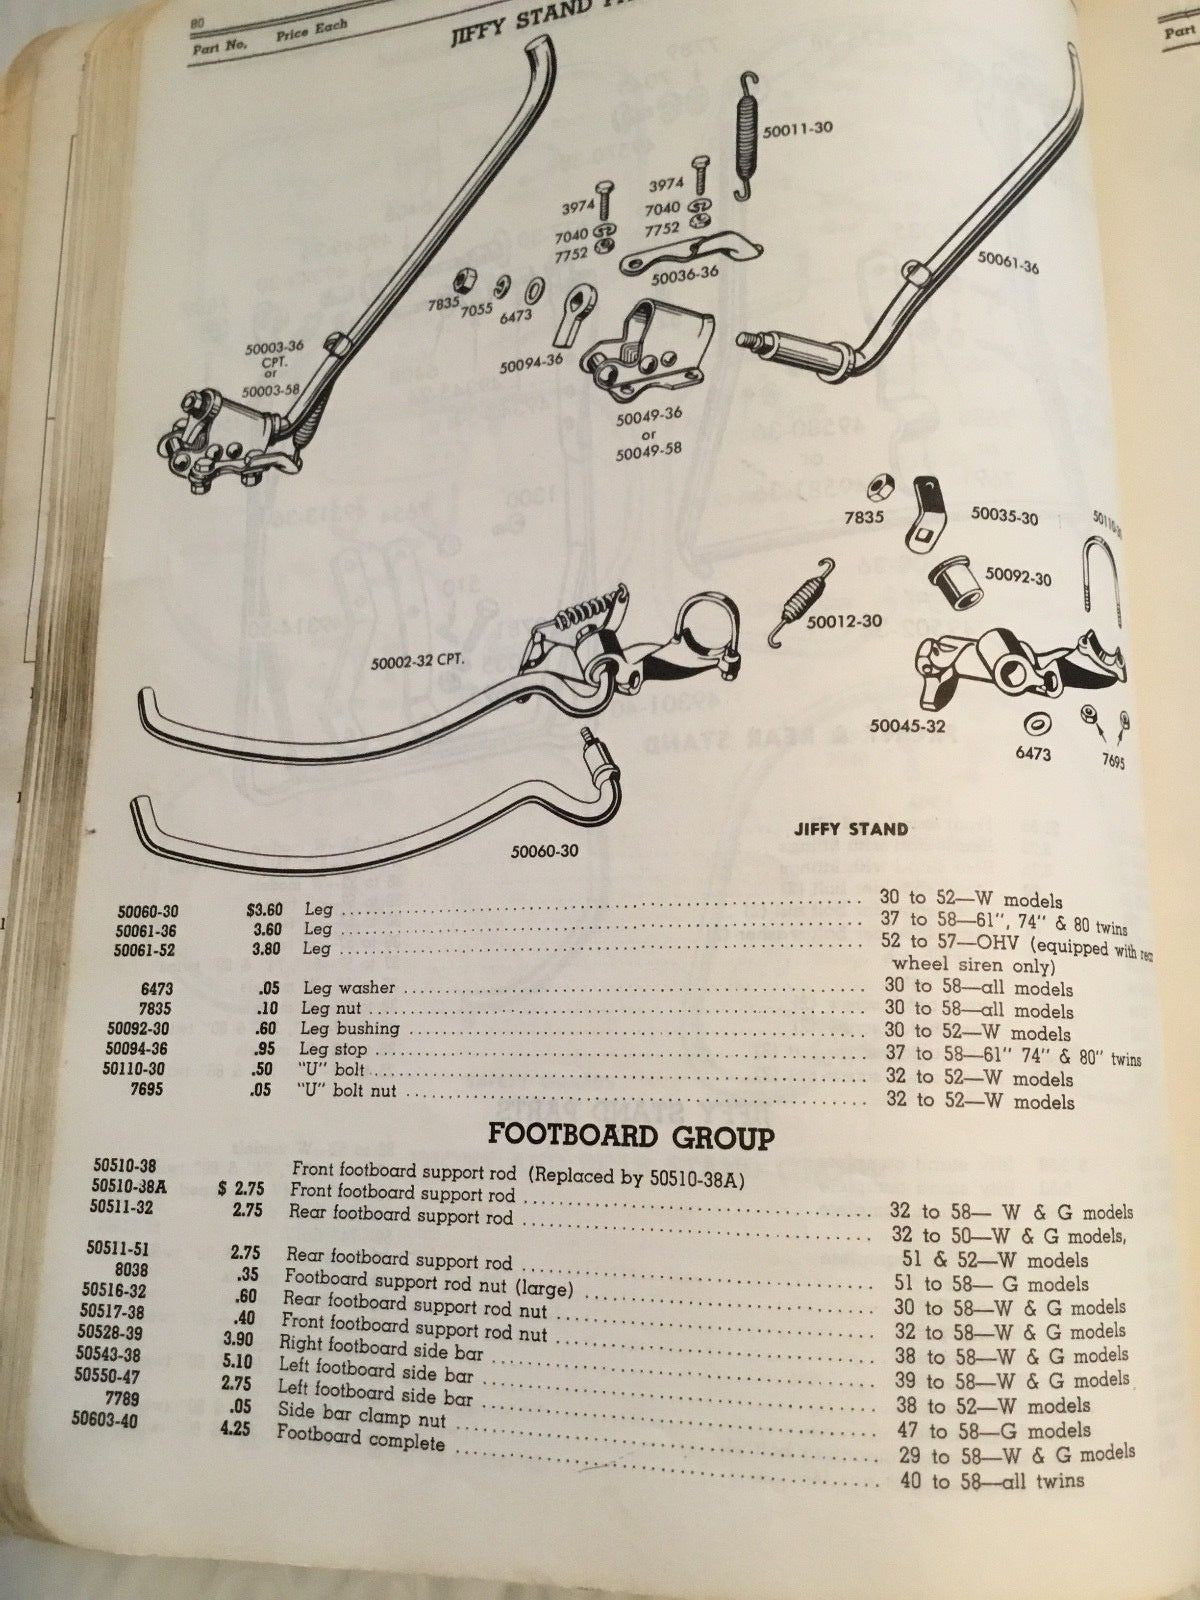 80
Part No. Price Each
JIFFY STAND
Part
50011-30
3974
3974
7040
7752
7040
7752
50036-36
50061-36
7835
7055
6473
50094-36
50003-36
CPT.
or
50003-58
50049-36
or
50049-58
7835
50035-30
50092-30
50012-30
50002-32 CPT.
50045-32
6473
7695
50060-30
JIFFY STAND
50060-30 $3.60 Leg 30 to 52—W models
50061-36 3.60 Leg 37 to 58—61", 74" & 80 twins
50061-52 3.80 Leg 52 to 57—OHV (equipped with rear
wheel siren only)
6473 .05 Leg washer 30 to 58—all models
7835 .10 Leg nut 30 to 58—all models
50092-30 .60 Leg bushing 30 to 52—W models
50094-36 .95 Leg stop 37 to 58—61" 74" & 80" twins
50110-30 .50 "U" bolt 32 to 52—W models
7695 .05 "U" bolt nut 32 to 52—W models
FOOTBOARD GROUP
50510-38 Front footboard support rod (Replaced by 50510-38A)
50510-38A $ 2.75 Front footboard support rod 32 to 58— W & G models
50511-32 2.75 Rear footboard support rod 32 to 50—W & G models,
51 & 52—W models
50511-51 2.75 Rear footboard support rod 51 to 58— G models
8038 .35 Footboard support rod nut (large) 30 to 58—W & G models
50516-32 .60 Rear footboard support rod nut 32 to 58—W & G models
50517-38 .40 Front footboard support rod nut 38 to 58—W & G models
50528-39 3.90 Right footboard side bar 39 to 58—W & G models
50543-38 5.10 Left footboard side bar 38 to 52—W models
50550-47 2.75 Left footboard side bar 47 to 58—G models
7789 .05 Side bar clamp nut 29 to 58—W & G models
50603-40 4.25 Footboard complete 40 to 58—all twins